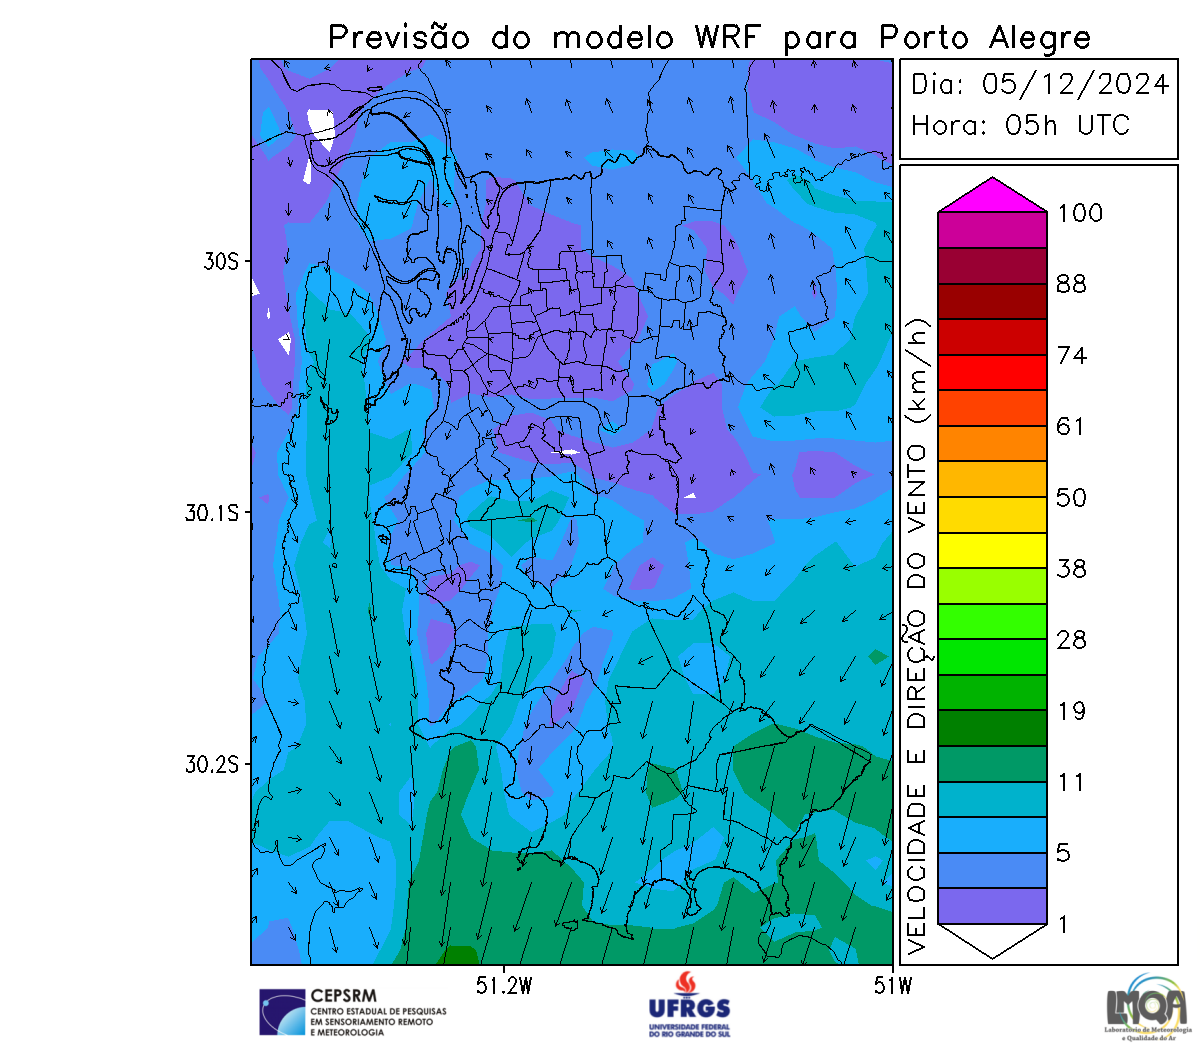 Previsão do modelo WRF para Porto Alegre
Dia: 05/12/2024
Hora: 05h UTC
VELOCIDADE E DIREÇÃO DO VENTO (km/h)
100
88
74
61
50
38
28
19
11
5
1
30S
30.1S
30.2S
51.2W
51W
CEPSRM
CENTRO ESTADUAL DE PESQUISAS
EM SENSORIAMENTO REMOTO
E METEOROLOGIA
UFRGS
UNIVERSIDADE FEDERAL
DO RIO GRANDE DO SUL
LMQA
Laboratório de Meteorologia
e Qualidade do Ar